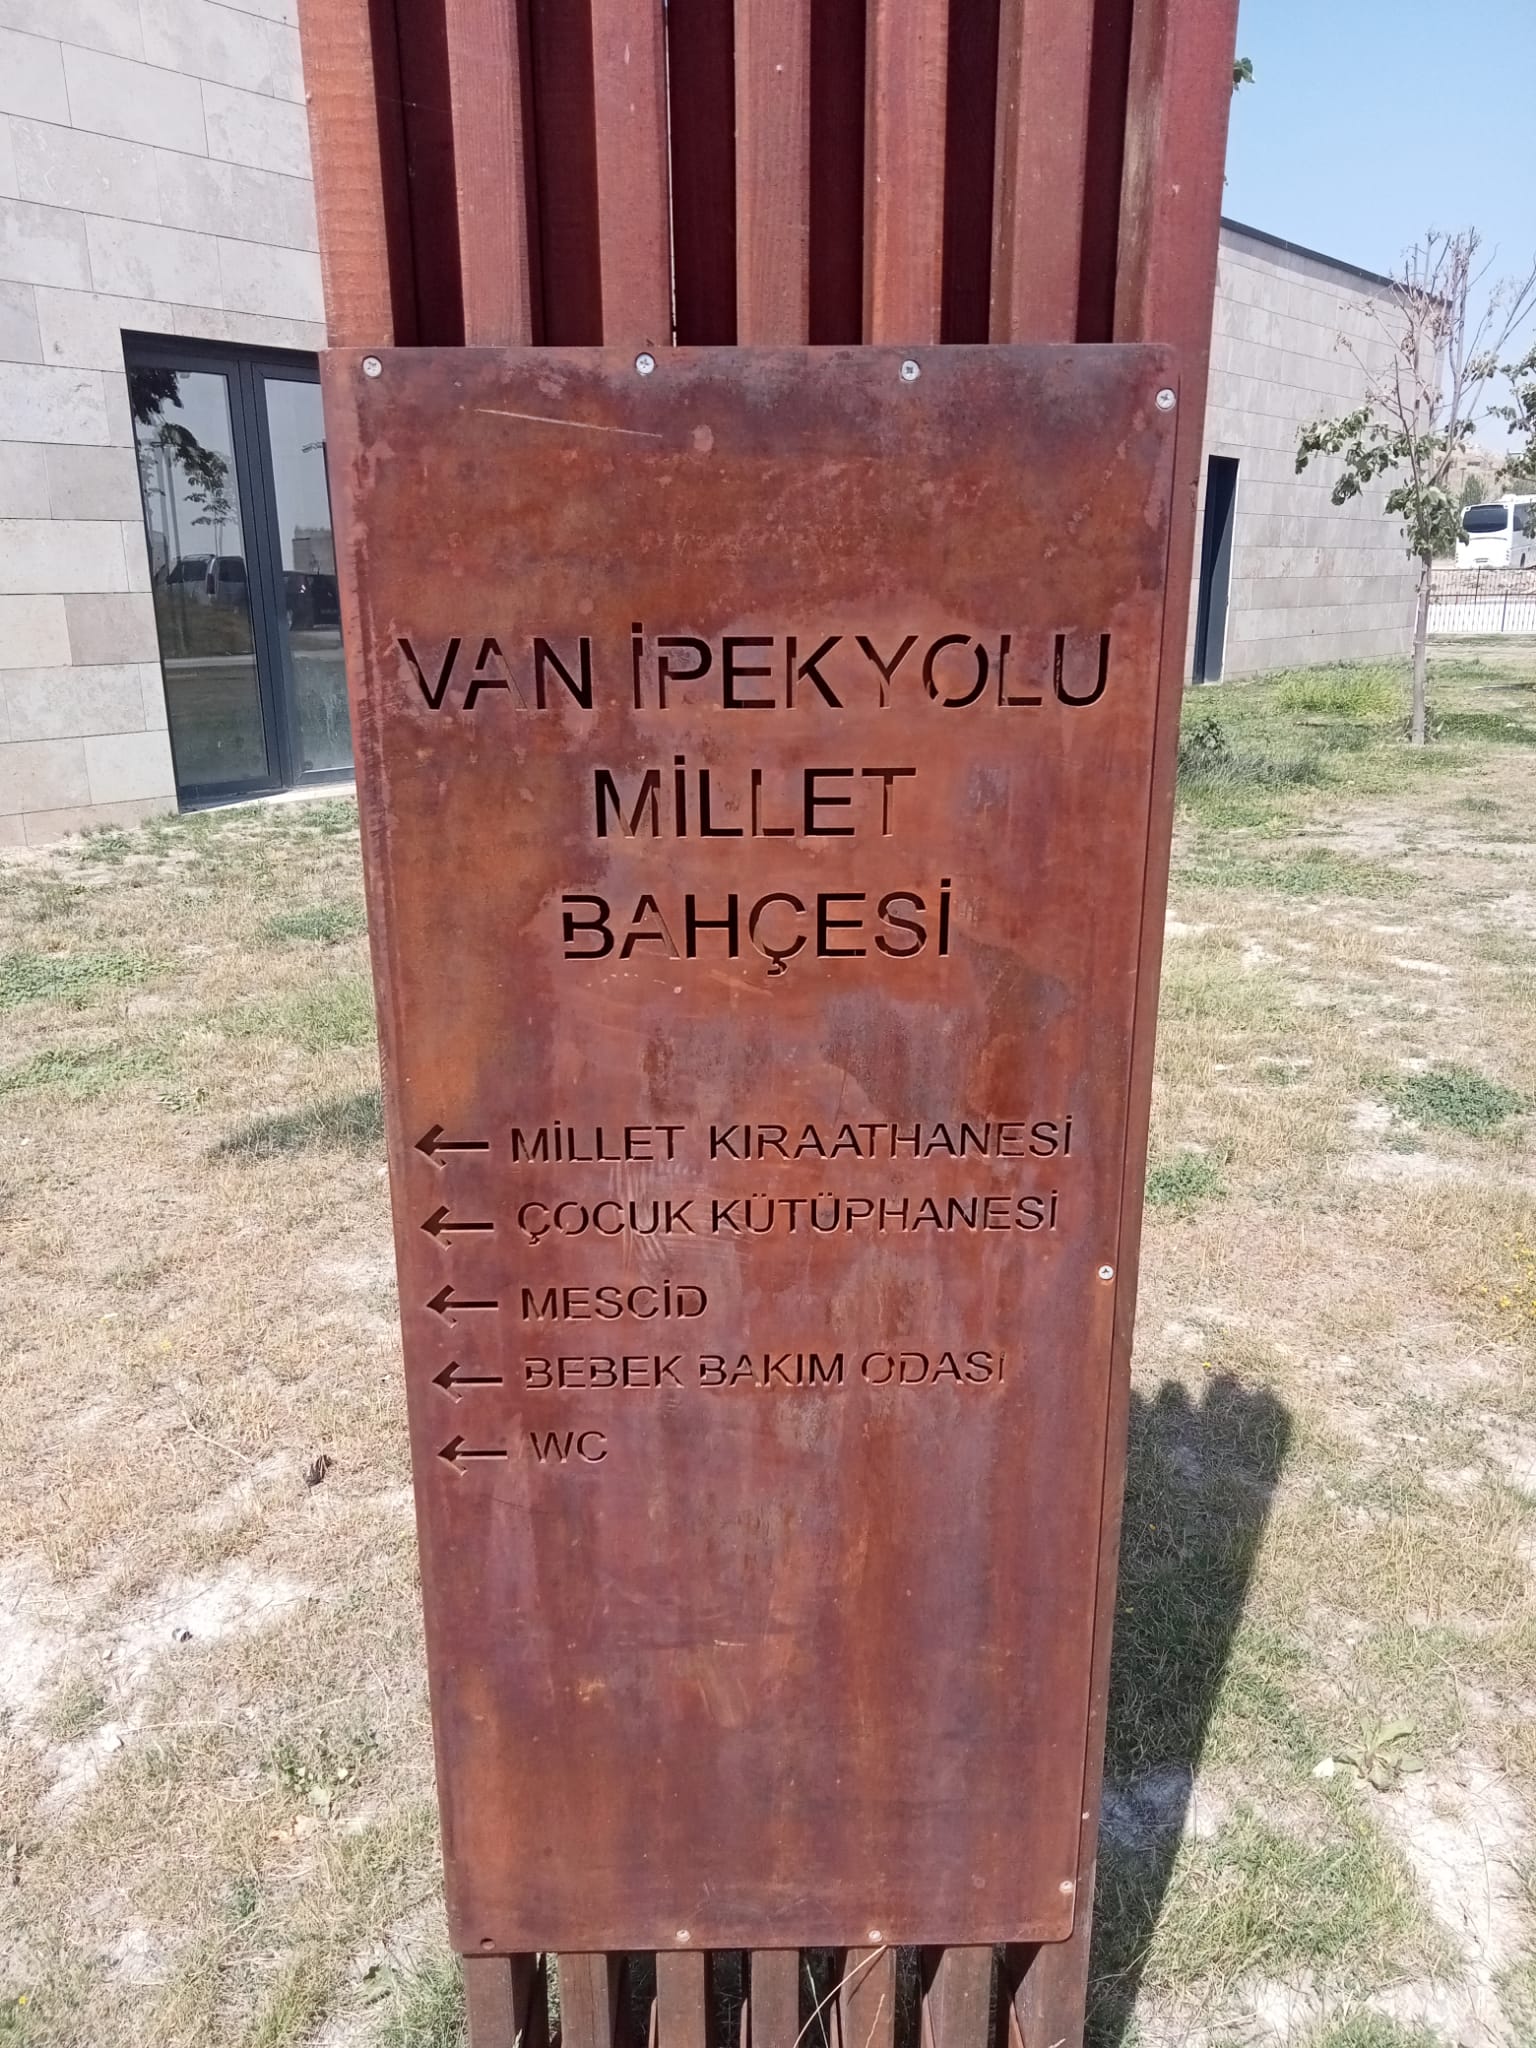 VAN İPEKYOLU
MİLLET
BAHÇESİ
← MİLLET KIRAATHANESİ
← ÇOCUK KÜTÜPHANESİ
← MESCİD
← BEBEK BAKIM ODASI
← WC